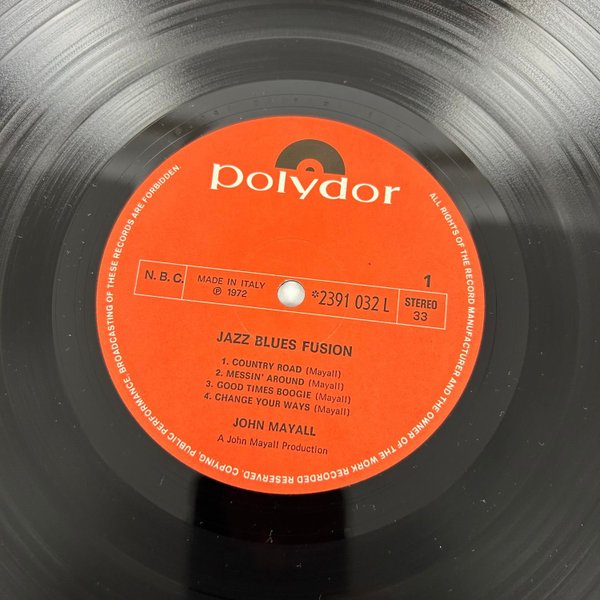 polydor
ALL RIGHTS OF THE RECORD MANUFACTURER AND THE OWNER OF THE WORK RECORDED RESERVED. COPYING, PUBLIC PERFORMANCE, BROADCASTING OF THESE RECORDS ARE FORBIDDEN.
1
N.B.C.
MADE IN ITALY
℗ 1972
*2391 032 L
STEREO
33
JAZZ BLUES FUSION
1. COUNTRY ROAD (Mayall)
2. MESSIN' AROUND (Mayall)
3. GOOD TIMES BOOGIE (Mayall)
4. CHANGE YOUR WAYS (Mayall)
JOHN MAYALL
A John Mayall Production